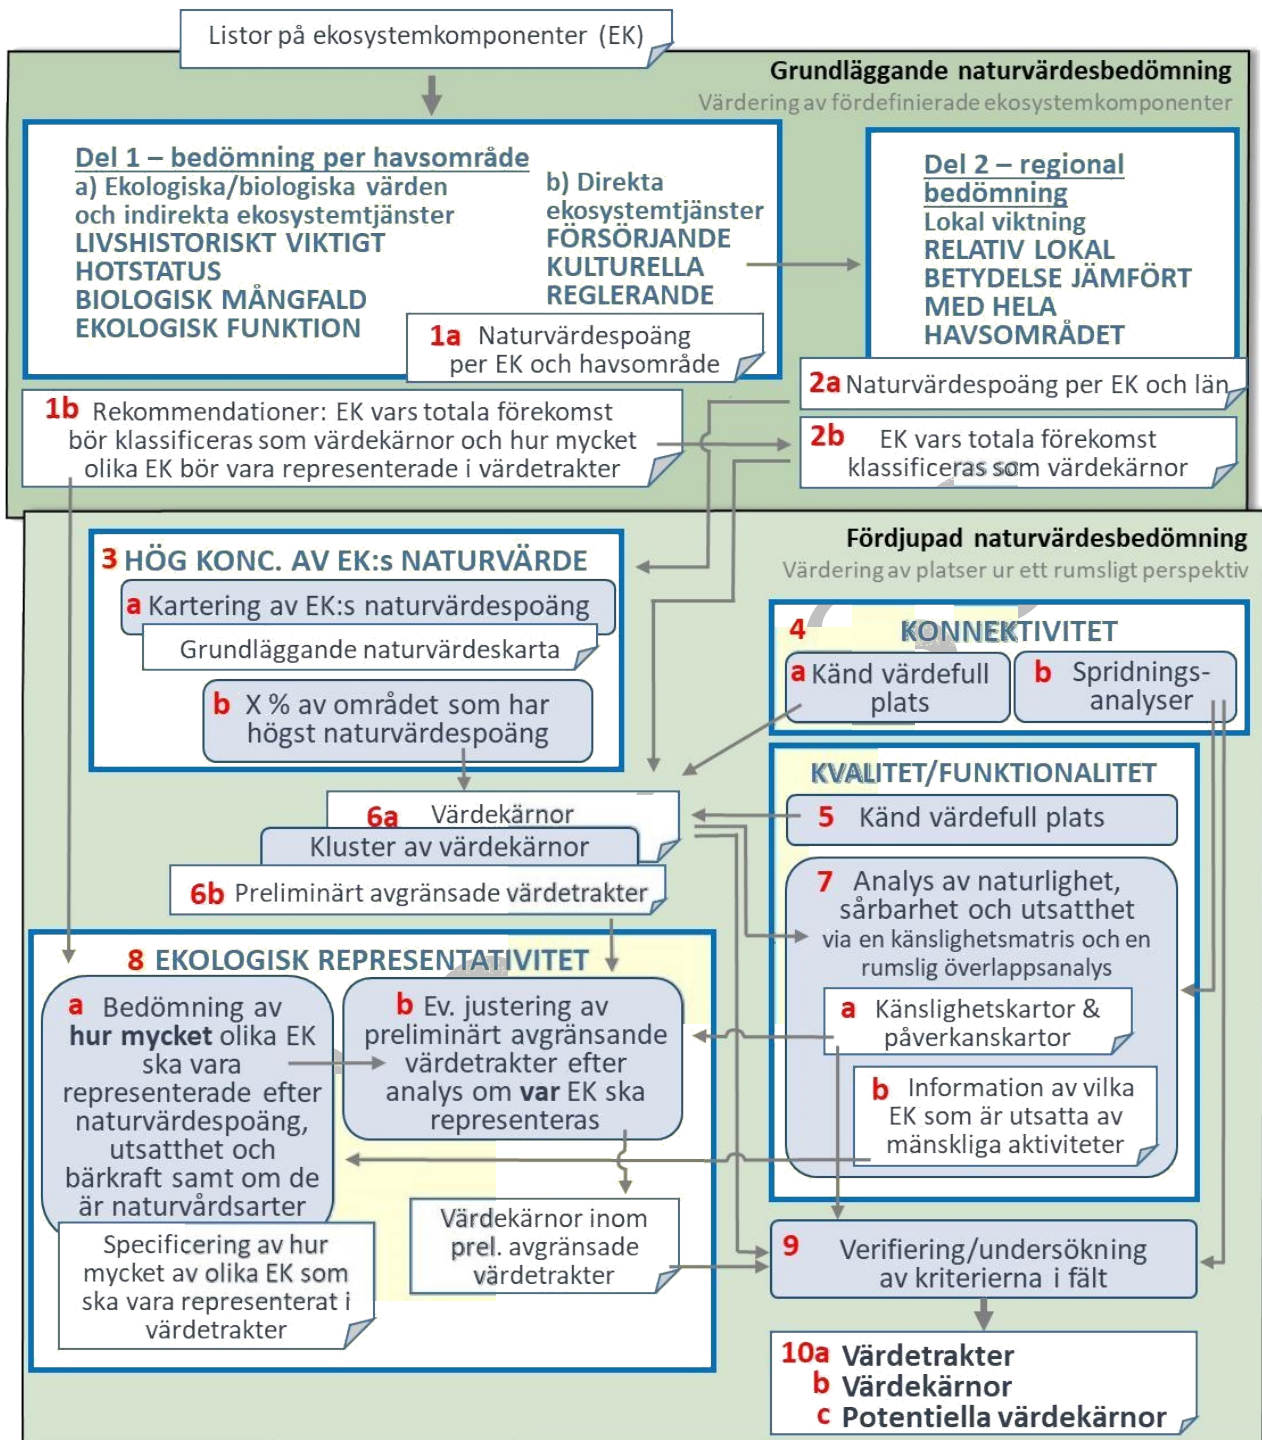 Listor på ekosystemkomponenter (EK)
Grundläggande naturvärdesbedömning
Värdering av fördefinierade ekosystemkomponenter
Del 1 – bedömning per havsområde
a) Ekologiska/biologiska värden
och indirekta ekosystemtjänster
LIVSHISTORISKT VIKTIGT
HOTSTATUS
BIOLOGISK MÅNGFALD
EKOLOGISK FUNKTION
b) Direkta
ekosystemtjänster
FÖRSÖRJANDE
KULTURELLA
REGLERANDE
1a Naturvärdespoäng
per EK och havsområde
Del 2 – regional
bedömning
Lokal viktning
RELATIV LOKAL
BETYDELSE JÄMFÖRT
MED HELA
HAVSOMRÅDET
1b Rekommendationer: EK vars totala förekomst
bör klassificeras som värdekärnor och hur mycket
olika EK bör vara representerade i värdetrakter
2a Naturvärdespoäng per EK och län
2b EK vars totala förekomst
klassificeras som värdekärnor
Fördjupad naturvärdesbedömning
Värdering av platser ur ett rumsligt perspektiv
3 HÖG KONC. AV EK:s NATURVÄRDE
a Kartering av EK:s naturvärdespoäng
Grundläggande naturvärdeskarta
b X % av området som har
högst naturvärdespoäng
4 KONNEKTIVITET
a Känd värdefull
plats
b Spridnings-
analyser
KVALITET/FUNKTIONALITET
5 Känd värdefull plats
6a Värdekärnor
Kluster av värdekärnor
6b Preliminärt avgränsade värdetrakter
7 Analys av naturlighet,
sårbarhet och utsatthet
via en känslighetsmatris och en
rumslig överlappsanalys
a Känslighetskartor &
påverkanskartor
b Information av vilka
EK som är utsatta av
mänskliga aktiviteter
8 EKOLOGISK REPRESENTATIVITET
a Bedömning av
hur mycket olika EK
ska vara
representerade efter
naturvärdespoäng,
utsatthet och
bärkraft samt om de
är naturvårdsarter
Specificering av hur
mycket av olika EK som
ska vara representerat i
värdetrakter
b Ev. justering av
preliminärt avgränsande
värdetrakter efter
analys om var EK ska
representeras
Värdekärnor inom
prel. avgränsade
värdetrakter
9 Verifiering/undersökning
av kriterierna i fält
10a Värdetrakter
b Värdekärnor
c Potentiella värdekärnor